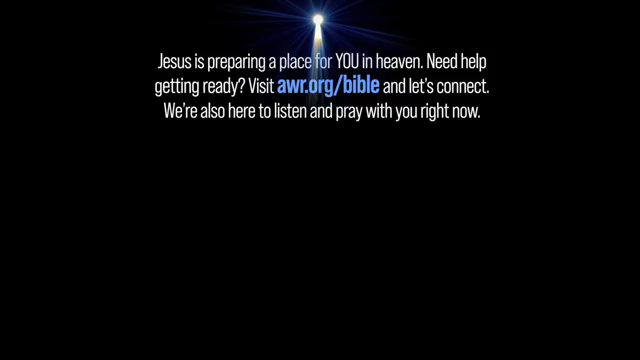 Jesus is preparing a place for YOU in heaven. Need help
getting ready? Visit awr.org/bible and let's connect.
We're also here to listen and pray with you right now.